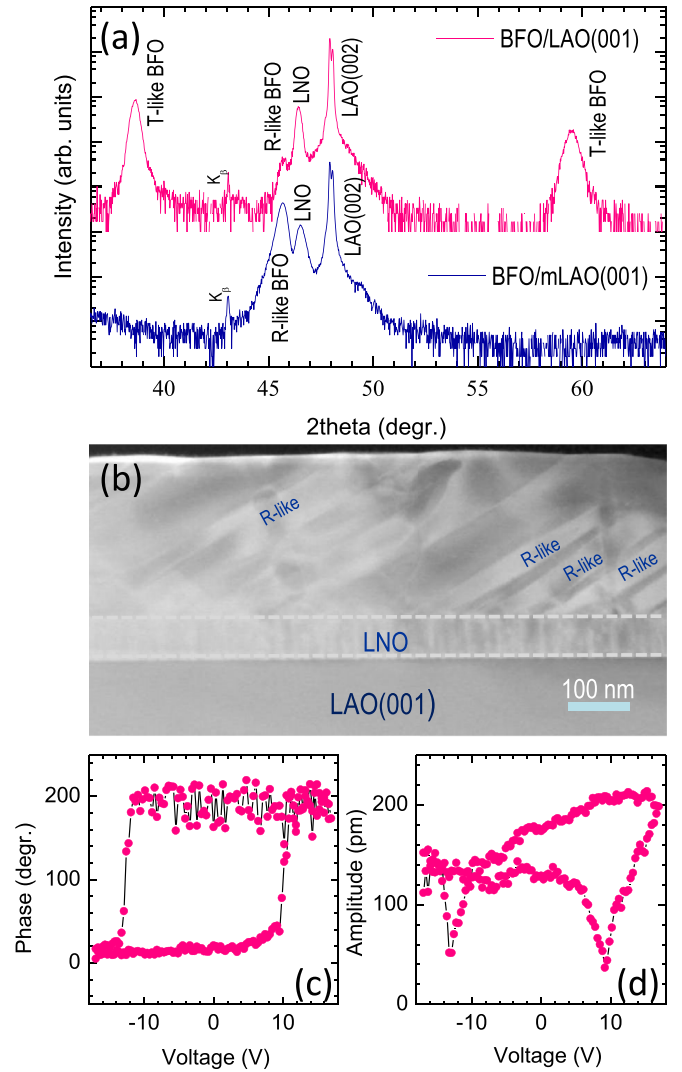 (a)
BFO/LAO(001)
T-like BFO
Kβ
R-like BFO
LNO
LAO(002)
T-like BFO
Intensity (arb. units)
BFO/mLAO(001)
Kβ
R-like BFO
LNO
LAO(002)
40 45 50 55 60
2theta (degr.)
(b)
R-like
R-like
R-like
R-like
LNO
LAO(001)
100 nm
200
100
0
Phase (degr.)
-10 0 10
Voltage (V)
(c)
200
100
0
Amplitude (pm)
-10 0 10
Voltage (V)
(d)